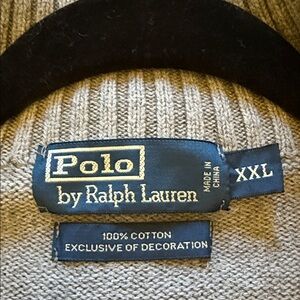 Polo
by Ralph Lauren
MADE IN
CHINA
XXL
100% COTTON
EXCLUSIVE OF DECORATION